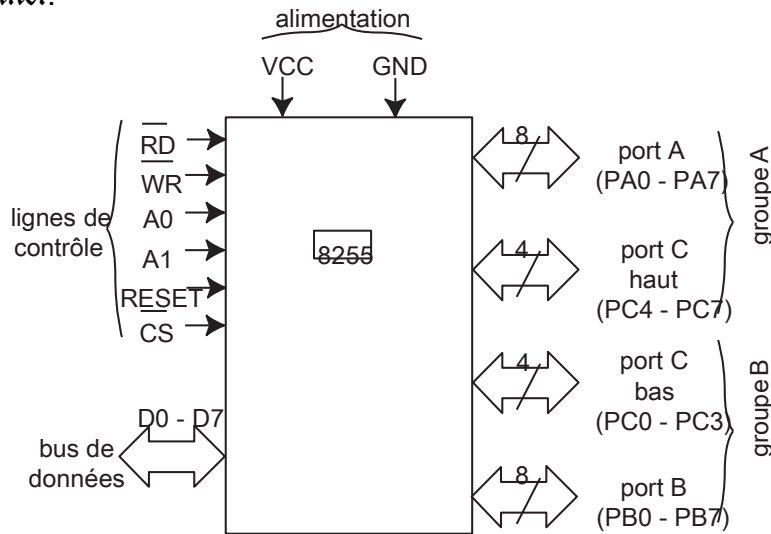 alimentation
VCC GND
RD
WR
A0
A1
RESET
CS
lignes de
contrôle
8255
D0 - D7
bus de
données
8
port A
(PA0 - PA7)
4
port C
haut
(PC4 - PC7)
groupe A
4
port C
bas
(PC0 - PC3)
8
port B
(PB0 - PB7)
groupe B